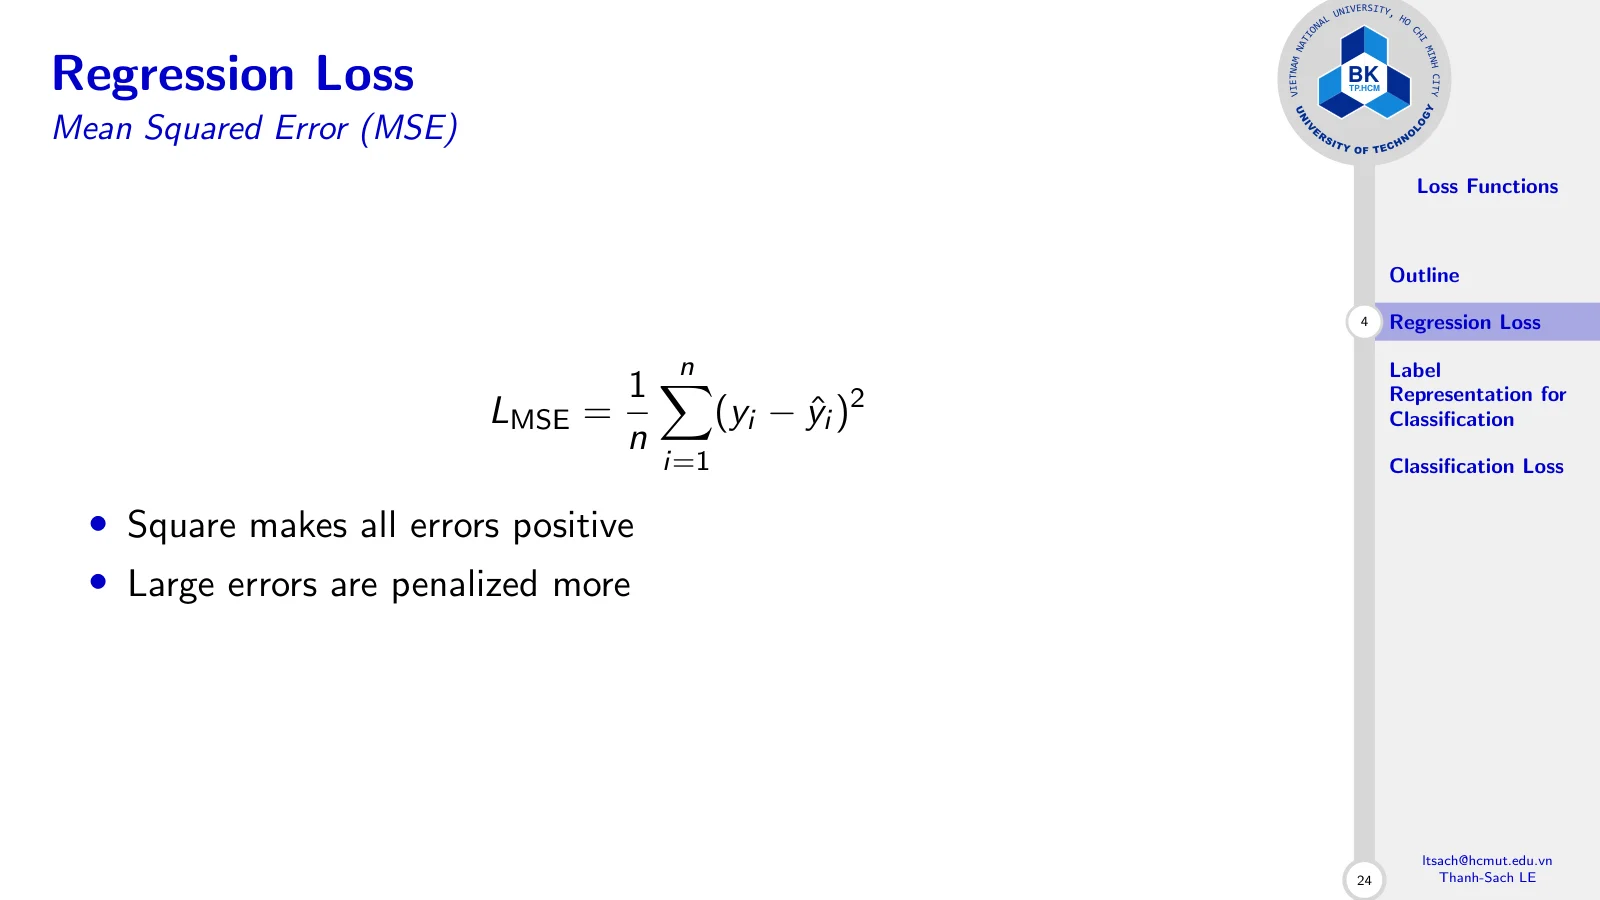 Regression Loss
Mean Squared Error (MSE)
L_MSE = 1/n ∑_{i=1}^{n} (y_i − ŷ_i)^2
• Square makes all errors positive
• Large errors are penalized more
VIETNAM NATIONAL UNIVERSITY, HO CHI MINH CITY
BK
TP.HCM
UNIVERSITY OF TECHNOLOGY
Loss Functions
Outline
4
Regression Loss
Label
Representation for
Classification
Classification Loss
24
ltsach@hcmut.edu.vn
Thanh-Sach LE